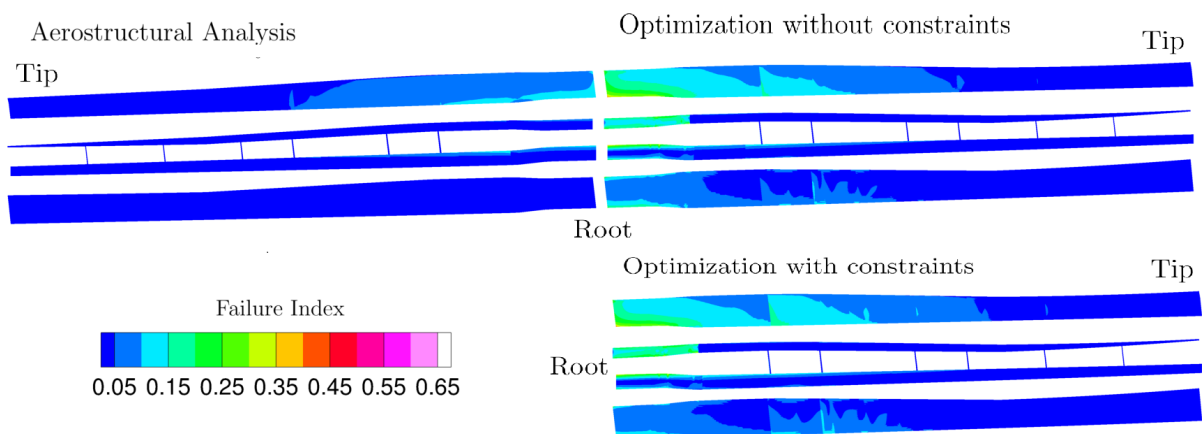 Aerostructural Analysis
Optimization without constraints
Tip
Tip
Root
Optimization with constraints
Tip
Failure Index
Root
0.05 0.15 0.25 0.35 0.45 0.55 0.65